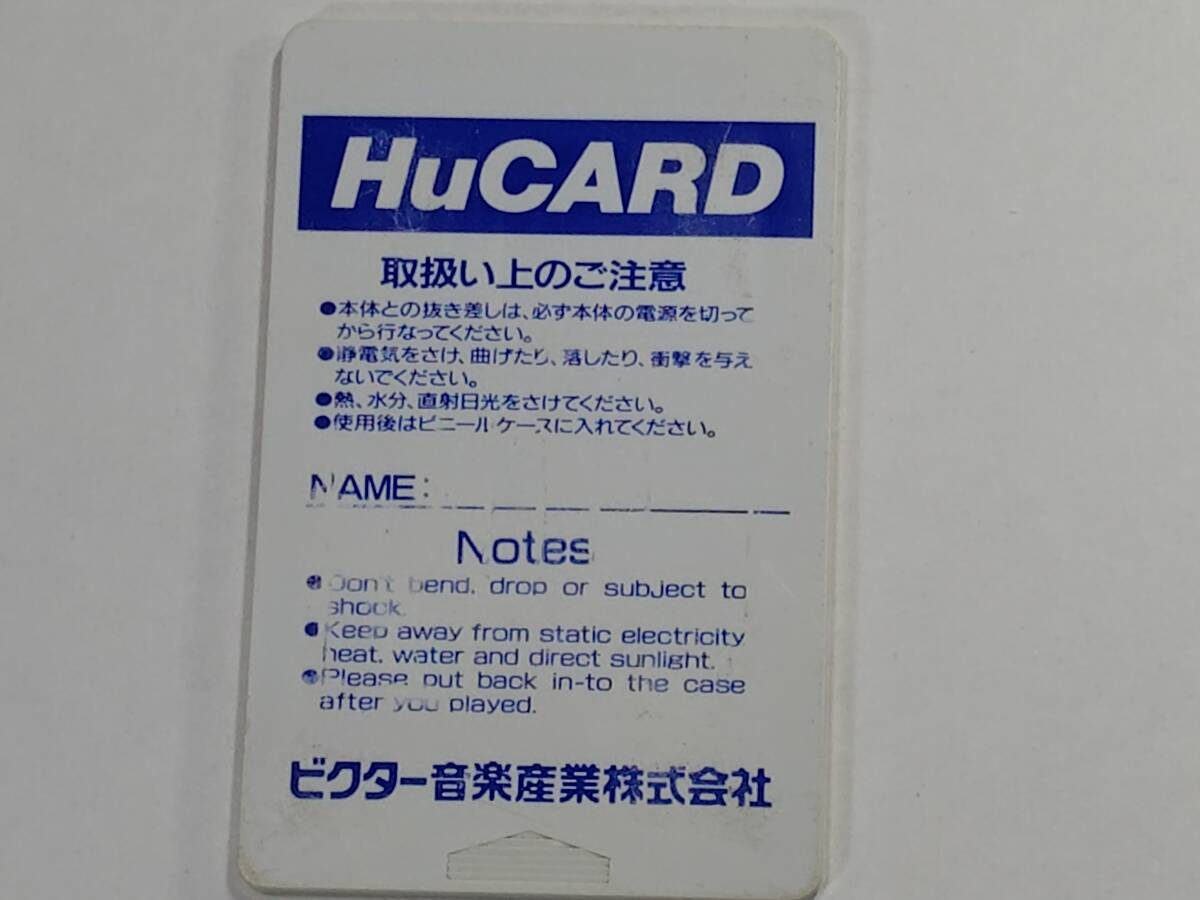 HuCARD
取扱い上のご注意
●本体との抜き差しは、必ず本体の電源を切って
から行なってください。
●静電気をさけ、曲げたり、落したり、衝撃を与え
ないでください。
●熱、水分、直射日光をさけてください。
●使用後はビニールケースに入れてください。
NAME:
Notes
●Don't bend, drop or subject to
shock.
●Keep away from static electricity
heat, water and direct sunlight.
●Please put back in-to the case
after you played.
ビクター音楽産業株式会社